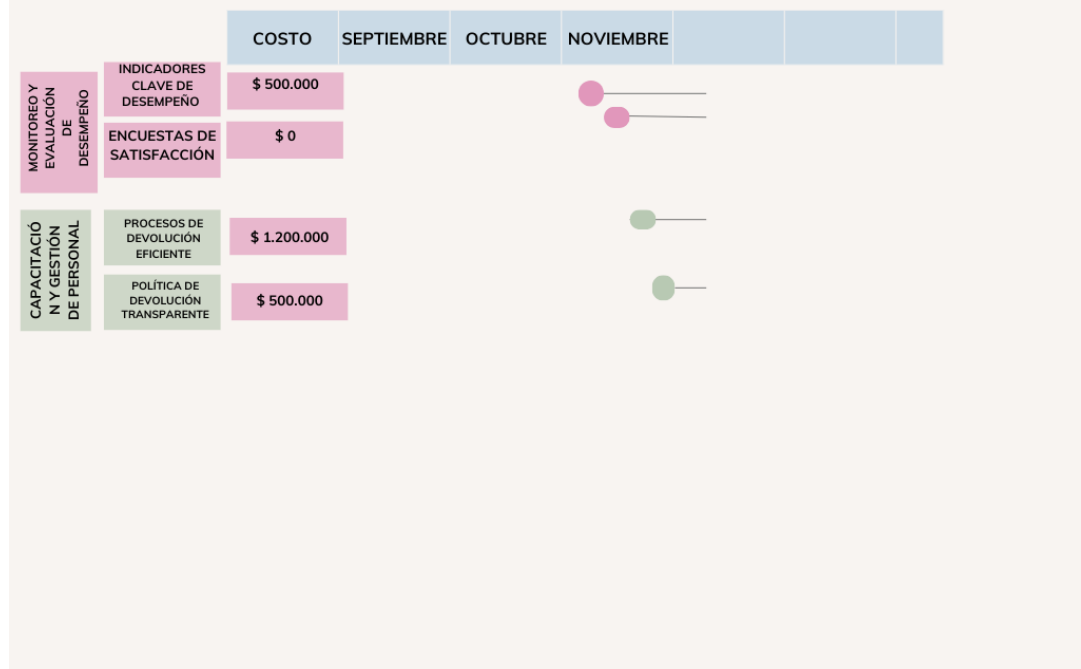 COSTO
SEPTIEMBRE
OCTUBRE
NOVIEMBRE
MONITOREO Y
EVALUACIÓN
DE
DESEMPEÑO
INDICADORES
CLAVE DE
DESEMPEÑO
$ 500.000
ENCUESTAS DE
SATISFACCIÓN
$ 0
CAPACITACIÓ
N Y GESTIÓN
DE PERSONAL
PROCESOS DE
DEVOLUCIÓN
EFICIENTE
$ 1.200.000
POLÍTICA DE
DEVOLUCIÓN
TRANSPARENTE
$ 500.000